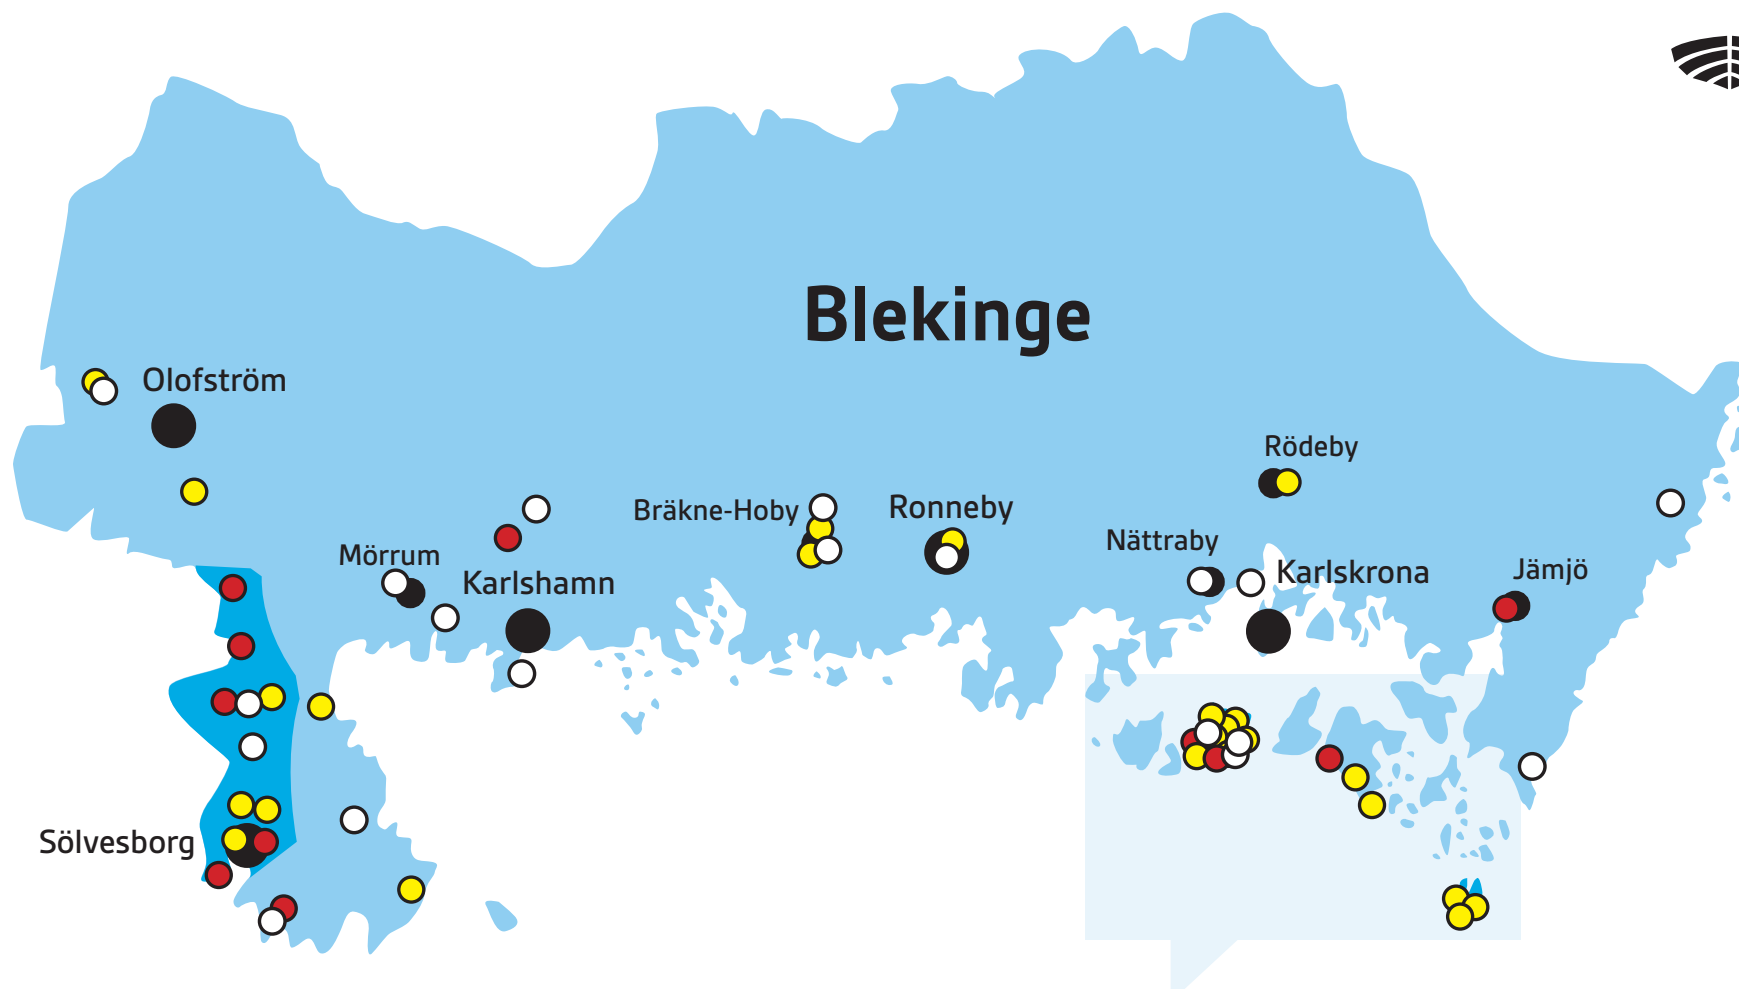 Blekinge
Olofström
Rödeby
Bräkne-Hoby
Ronneby
Nättraby
Mörrum
Karlshamn
Karlskrona
Jämjö
Sölvesborg